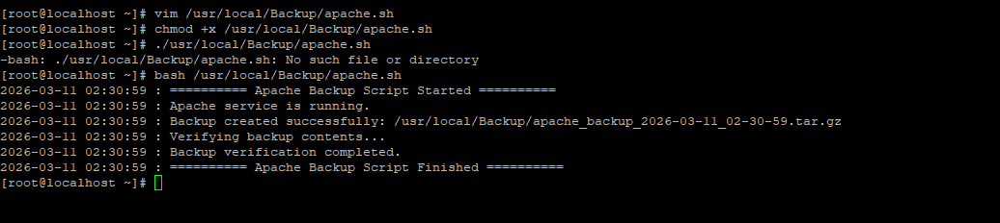 [root@localhost ~]# vim /usr/local/Backup/apache.sh
[root@localhost ~]# chmod +x /usr/local/Backup/apache.sh
[root@localhost ~]# ./usr/local/Backup/apache.sh
-bash: ./usr/local/Backup/apache.sh: No such file or directory
[root@localhost ~]# bash /usr/local/Backup/apache.sh
2026-03-11 02:30:59 : ========== Apache Backup Script Started ==========
2026-03-11 02:30:59 : Apache service is running.
2026-03-11 02:30:59 : Backup created successfully: /usr/local/Backup/apache_backup_2026-03-11_02-30-59.tar.gz
2026-03-11 02:30:59 : Verifying backup contents...
2026-03-11 02:30:59 : Backup verification completed.
2026-03-11 02:30:59 : ========== Apache Backup Script Finished ==========
[root@localhost ~]#